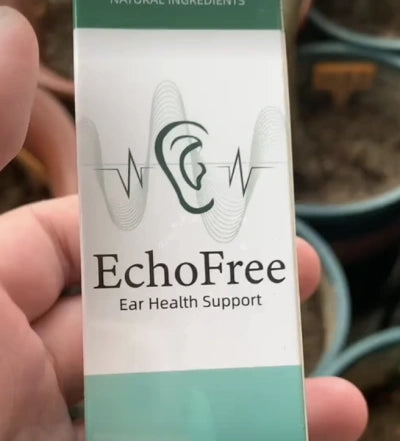 NATURAL INGREDIENTS
EchoFree
Ear Health Support